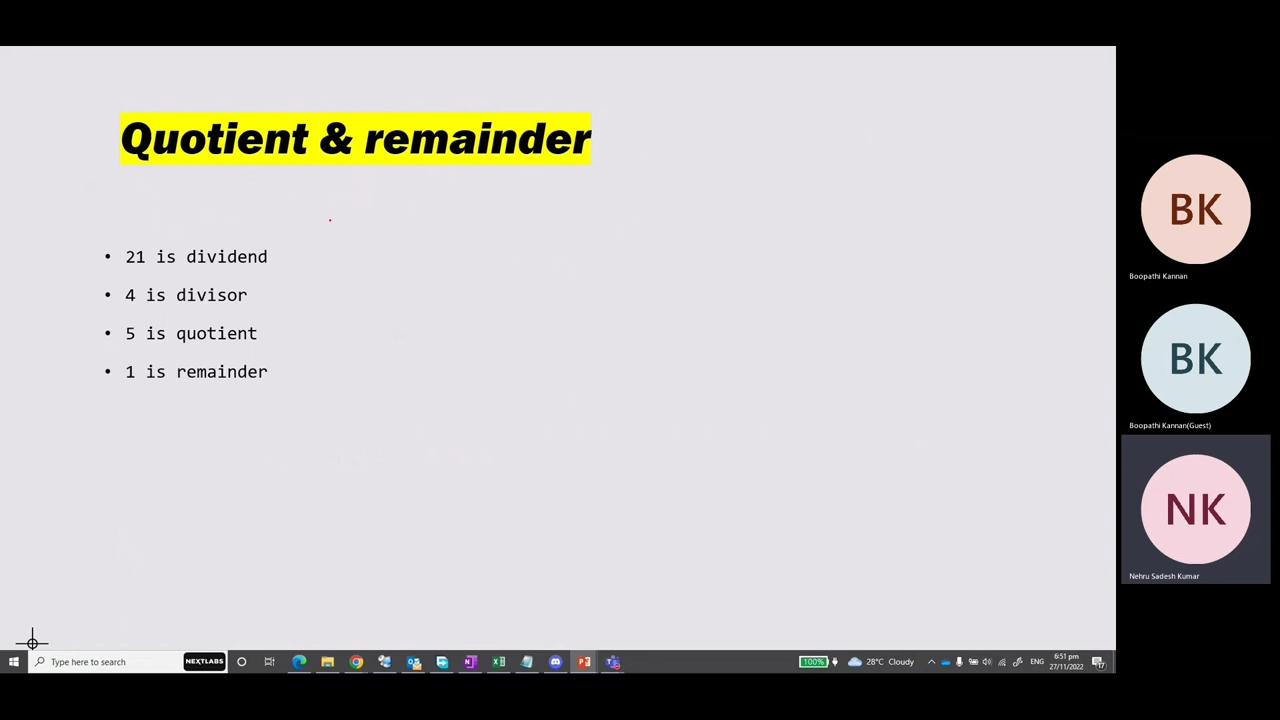 Quotient & remainder
• 21 is dividend
• 4 is divisor
• 5 is quotient
• 1 is remainder
BK
Boopathi Kannan
BK
Boopathi Kannan(Guest)
NK
Nehru Sadesh Kumar
Type here to search
NEXTLABS
100%
28°C Cloudy
ENG
6:51 pm
27/11/2022